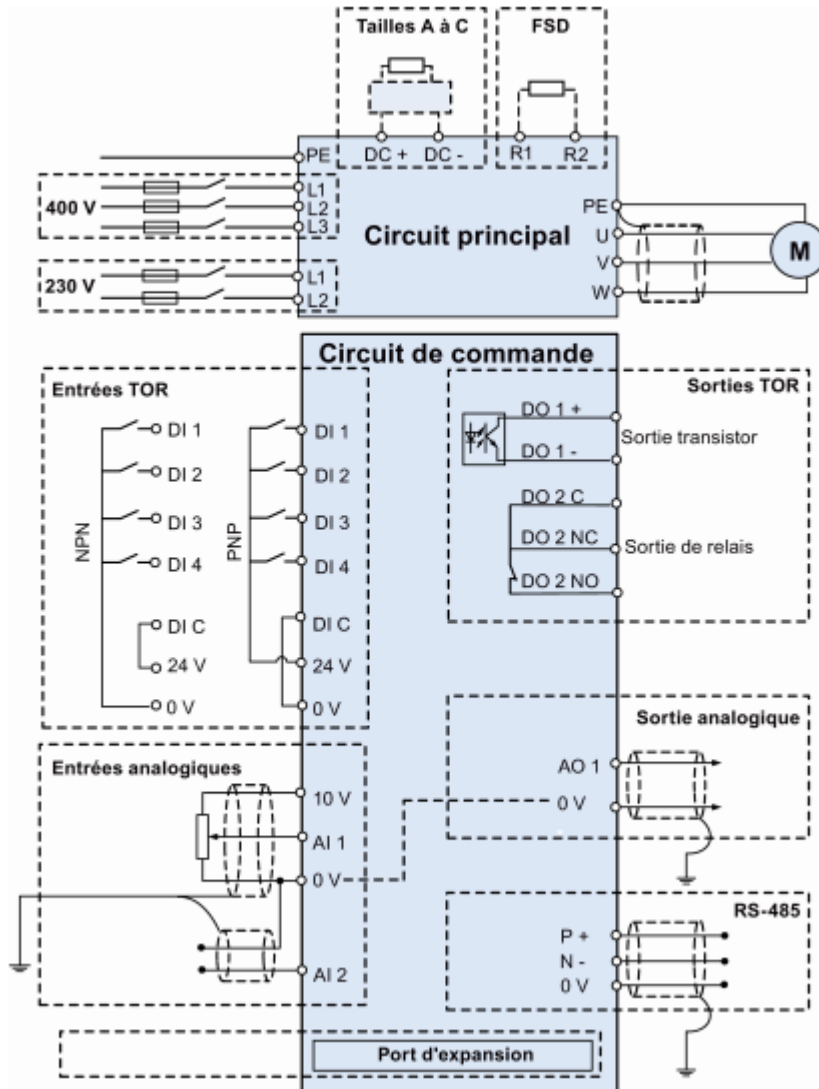 Tailles A à C
FSD
DC +
DC -
R1
R2
PE
400 V
L1
L2
L3
230 V
L1
L2
Circuit principal
PE
U
V
W
M
Circuit de commande
Entrées TOR
NPN
DI 1
DI 2
DI 3
DI 4
DI C
24 V
0 V
PNP
DI 1
DI 2
DI 3
DI 4
DI C
24 V
0 V
Sorties TOR
DO 1 +
DO 1 -
Sortie transistor
DO 2 C
DO 2 NC
Sortie de relais
DO 2 NO
Entrées analogiques
10 V
AI 1
0 V
AI 2
Sortie analogique
AO 1
0 V
RS-485
P +
N -
0 V
Port d'expansion